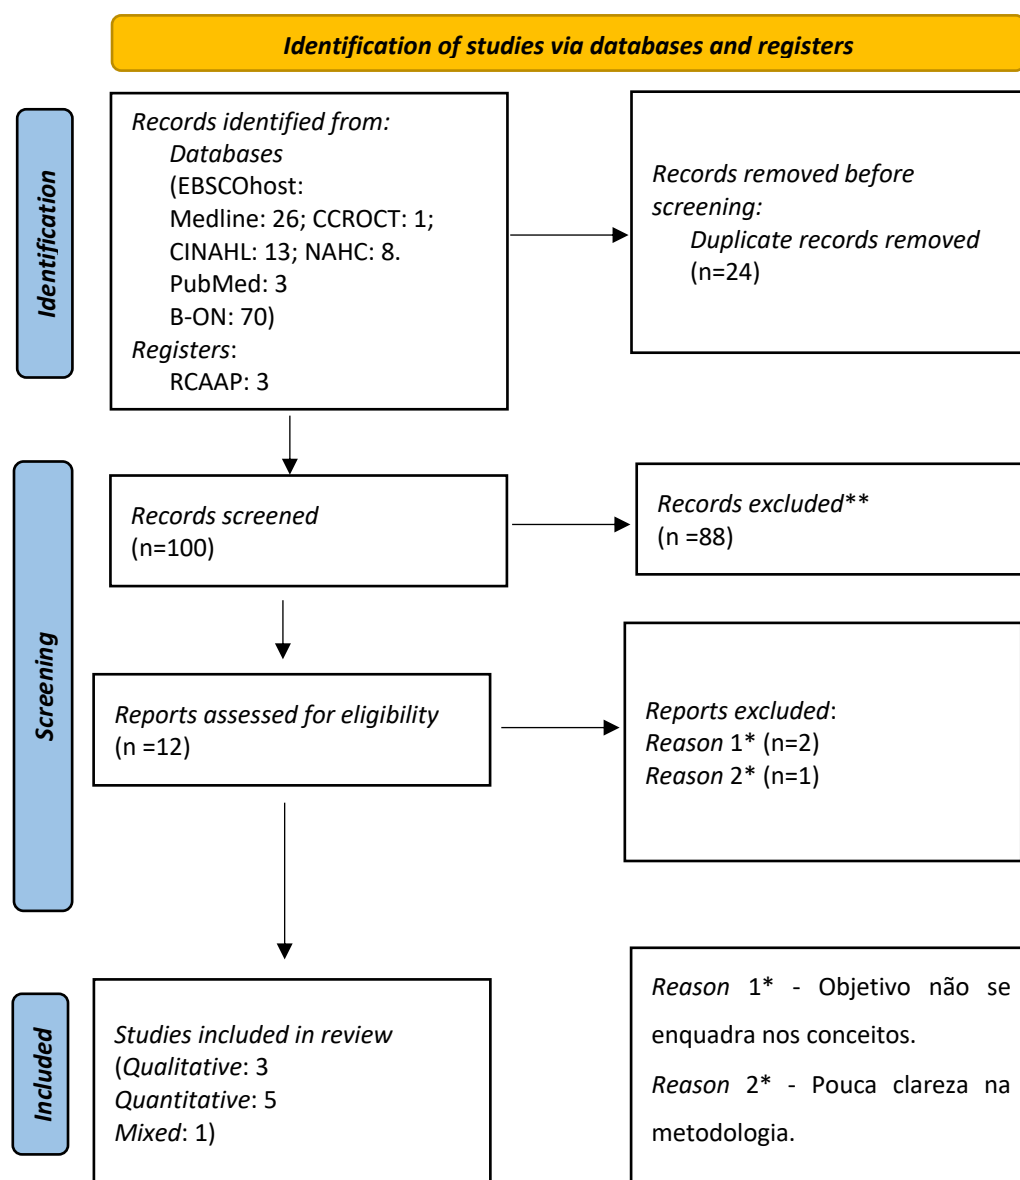 Identification of studies via databases and registers
Identification
Records identified from:
Databases
(EBSCOhost:
Medline: 26; CCROCT: 1;
CINAHL: 13; NAHC: 8.
PubMed: 3
B-ON: 70)
Registers:
RCAAP: 3
Records removed before
screening:
Duplicate records removed
(n=24)
Screening
Records screened
(n=100)
Records excluded**
(n =88)
Reports assessed for eligibility
(n =12)
Reports excluded:
Reason 1* (n=2)
Reason 2* (n=1)
Included
Studies included in review
(Qualitative: 3
Quantitative: 5
Mixed: 1)
Reason 1* - Objetivo não se
enquadra nos conceitos.
Reason 2* - Pouca clareza na
metodologia.